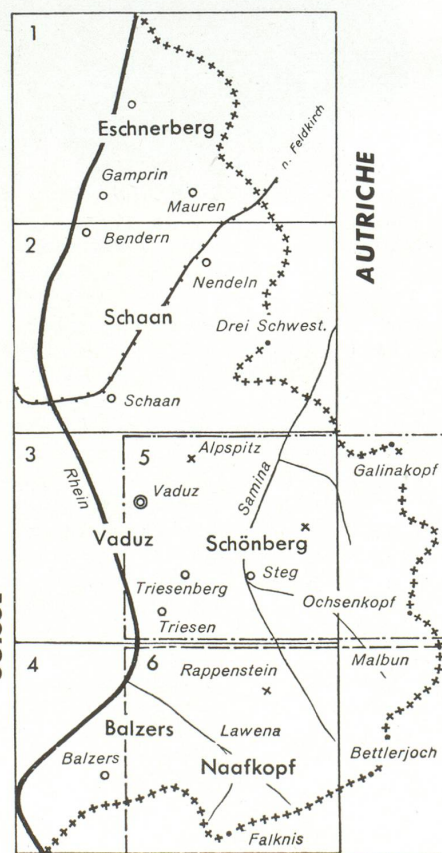 1
Eschnerberg
n. Feldkirch
Gamprin
Mauren
AUTRICHE
2
Bendern
Nendeln
Schaan
Drei Schwest.
Schaan
3
5
Alpspitz
Galinakopf
Rhein
Vaduz
Samina
Vaduz
Schönberg
Triesenberg
Steg
Ochsenkopf
Triesen
4
6
Malbun
Rappenstein
Balzers
Lawena
Bettlerjoch
Balzers
Naafkopf
Falknis